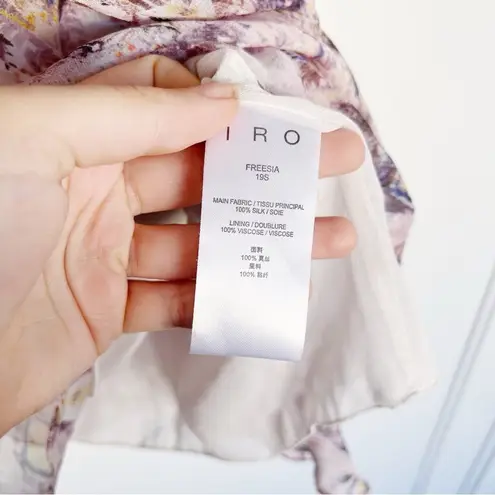 IRO
FREESIA
19S
MAIN FABRIC / TISSU PRINCIPAL
100% SILK / SOIE
LINING / DOUBLURE
100% VISCOSE / VISCOSE
面料
100% 真丝
里料
100% 粘纤